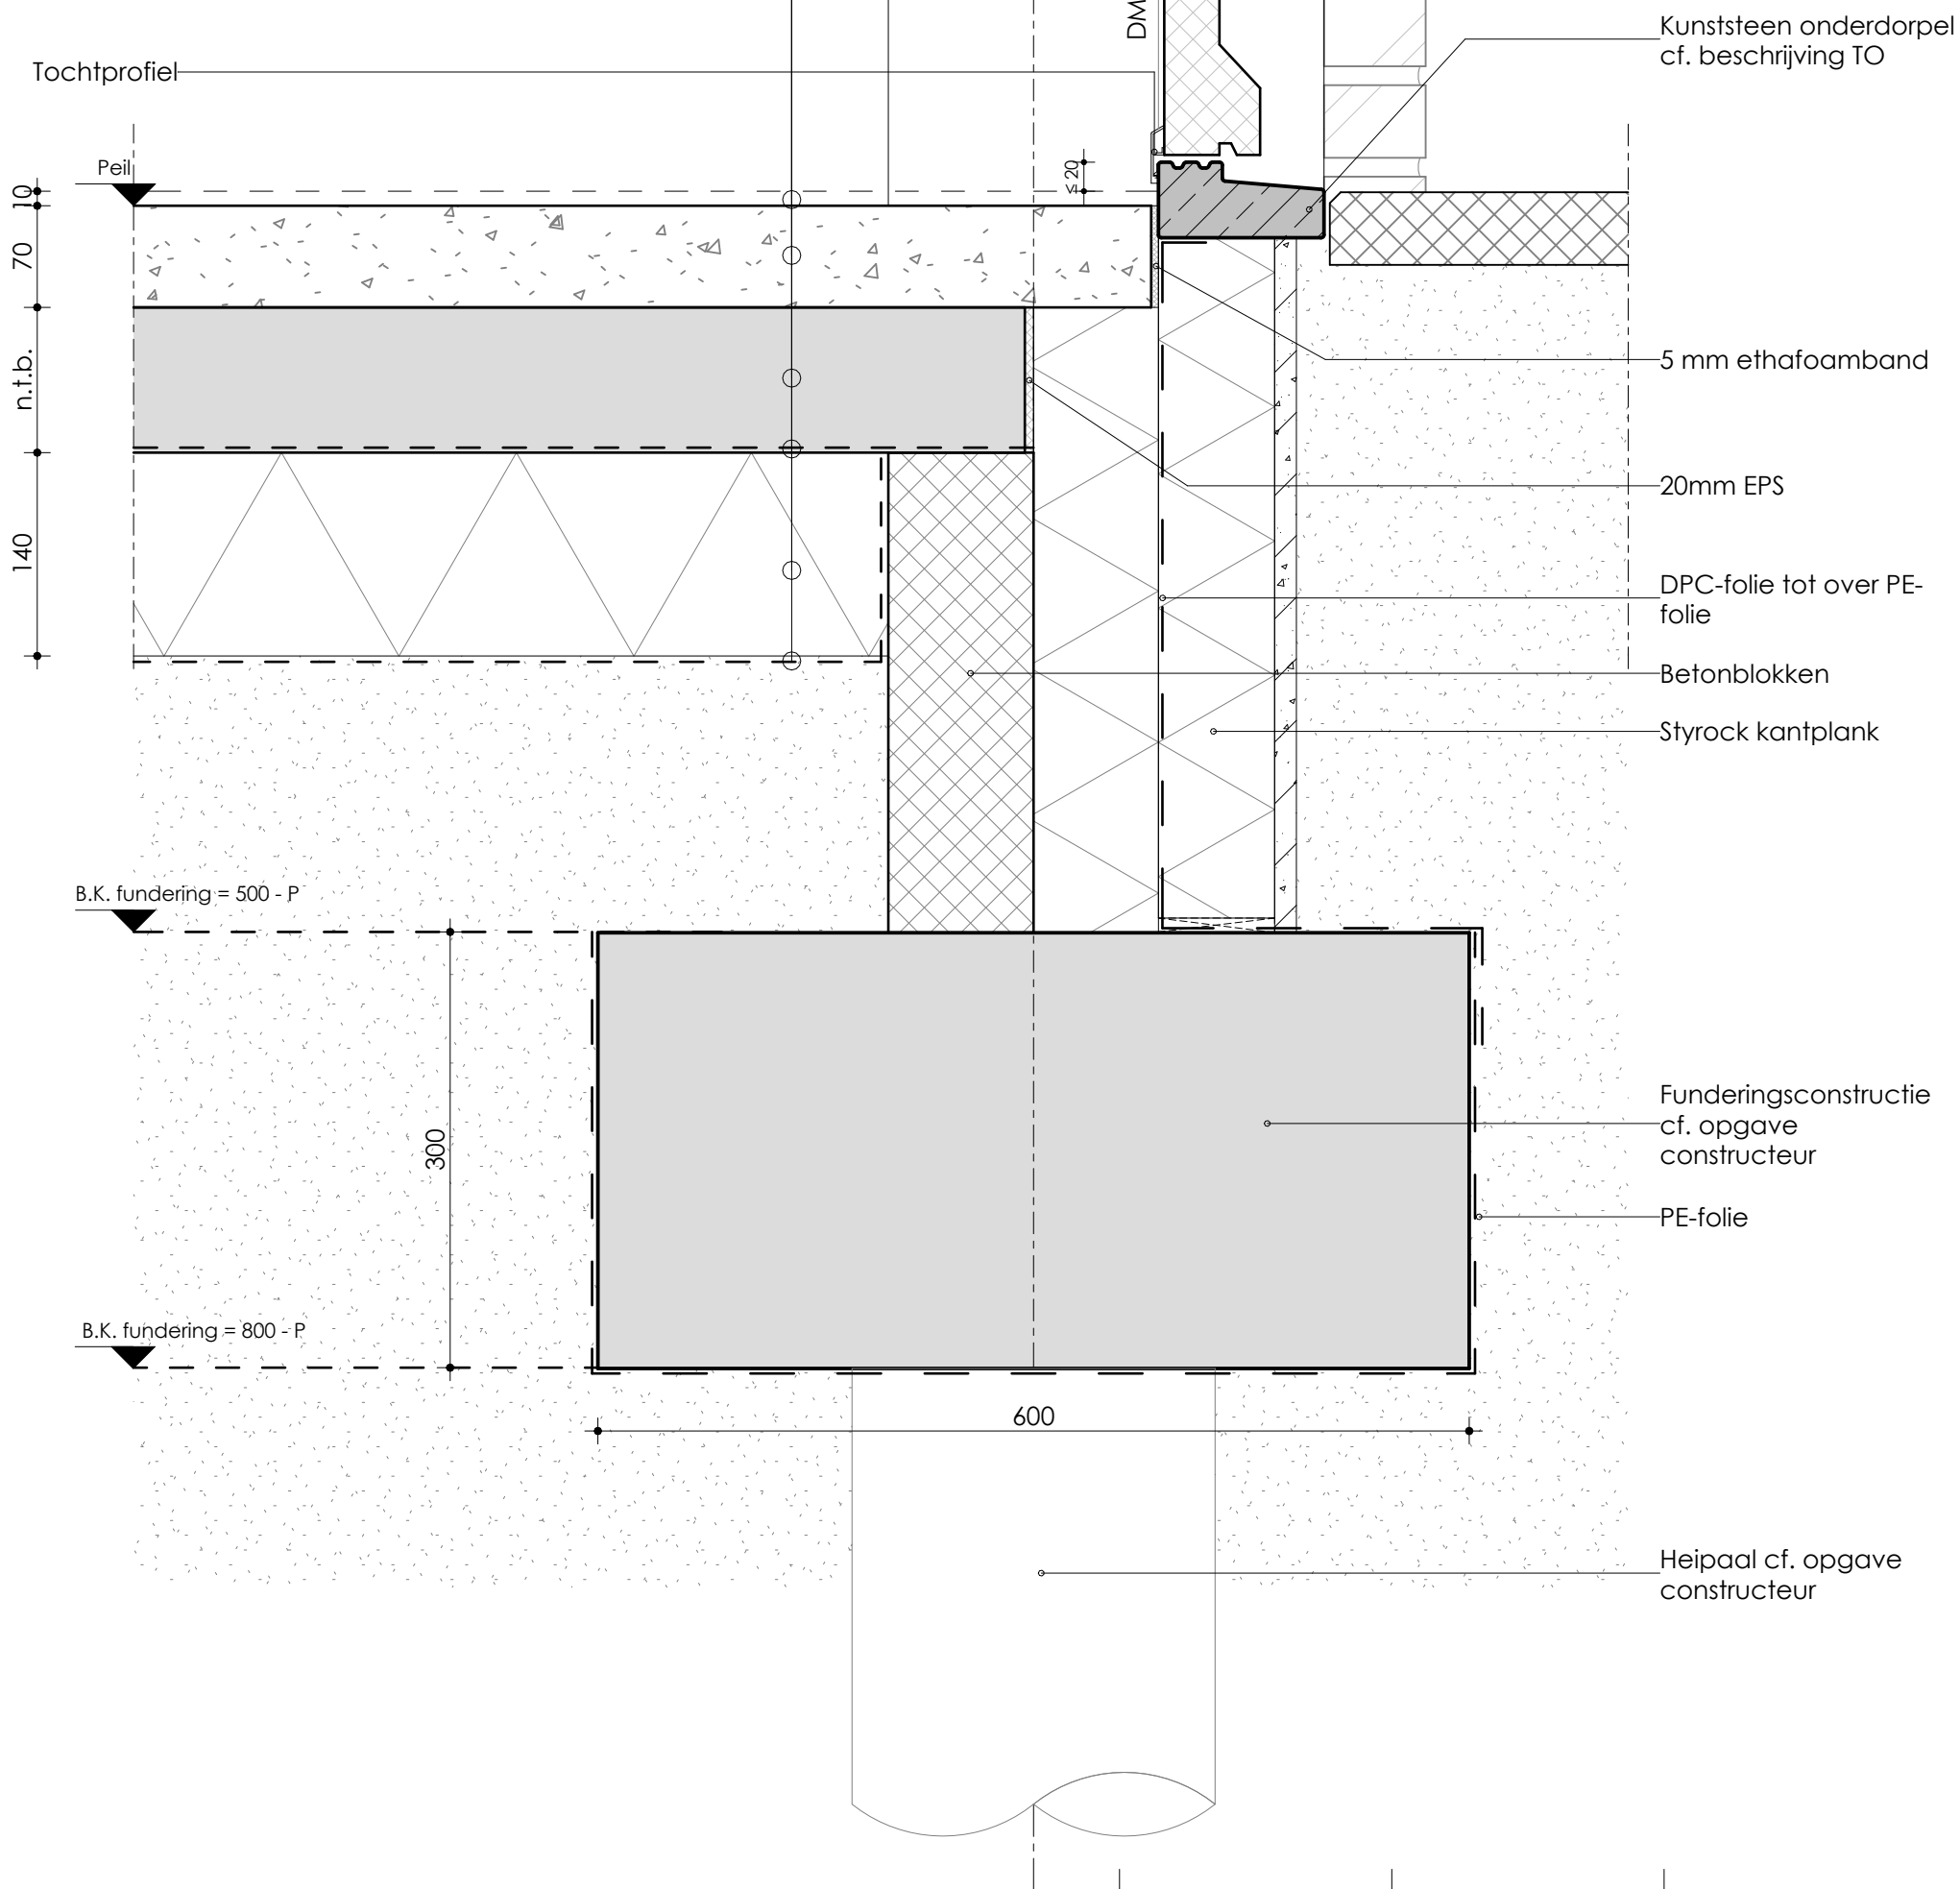 DM
Kunststeen onderdorpel
cf. beschrijving TO
Tochtprofiel
Peil
10
≤ 20
70
n.t.b.
5 mm ethafoamband
20mm EPS
140
DPC-folie tot over PE-
folie
Betonblokken
Styrock kantplank
B.K. fundering = 500 - P
Funderingsconstructie
cf. opgave
constructeur
300
PE-folie
B.K. fundering = 800 - P
600
Heipaal cf. opgave
constructeur